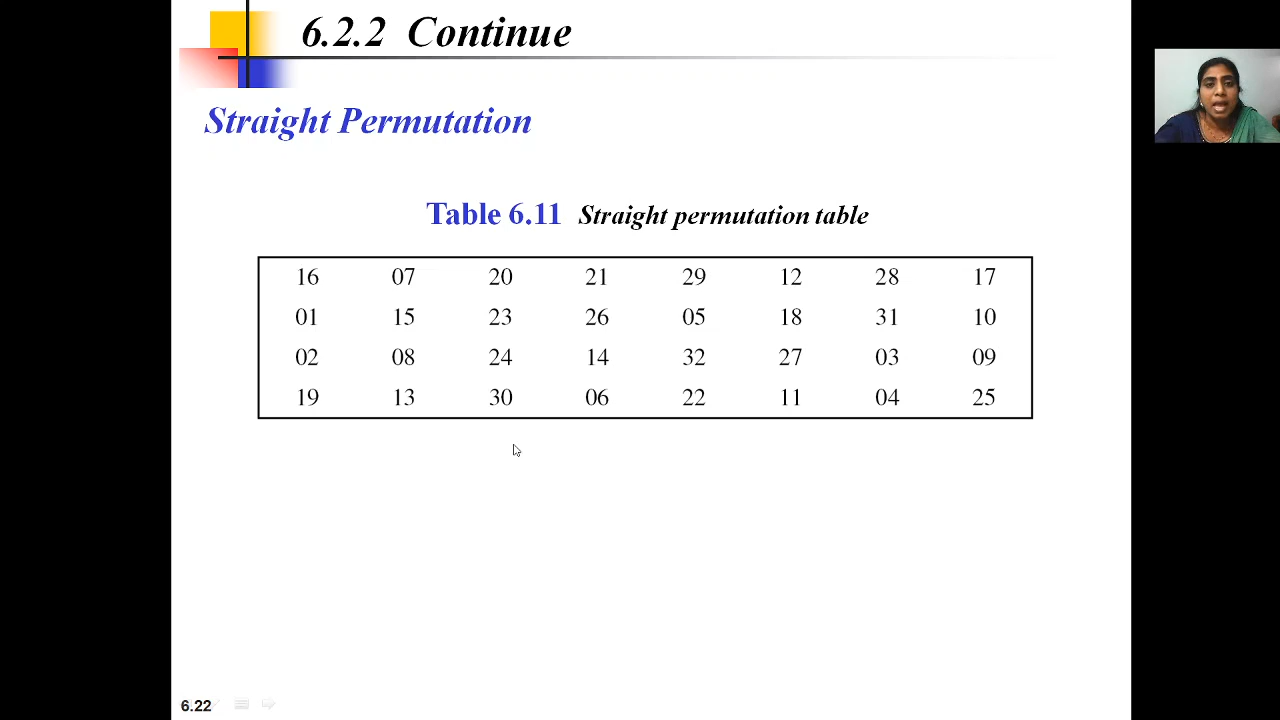 6.2.2 Continue
Straight Permutation
Table 6.11 Straight permutation table
16 07 20 21 29 12 28 17
01 15 23 26 05 18 31 10
02 08 24 14 32 27 03 09
19 13 30 06 22 11 04 25
6.22